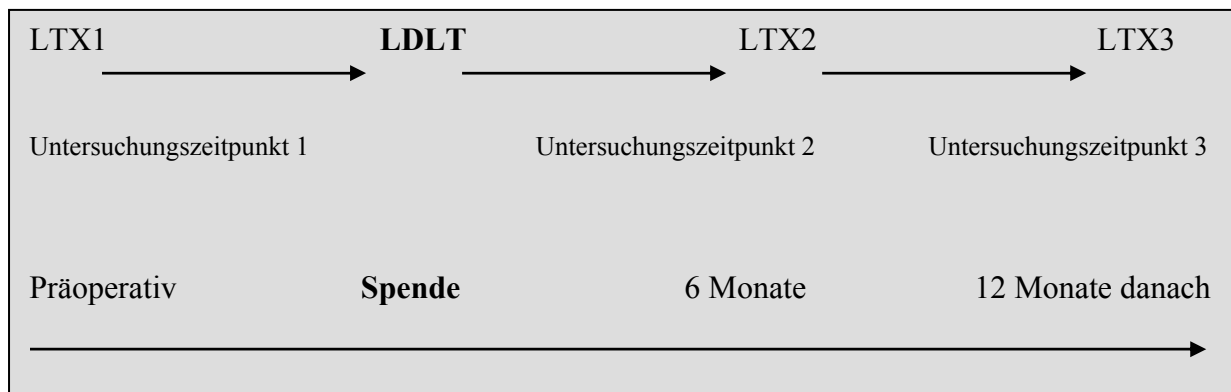 LTX1 LDLT LTX2 LTX3
Untersuchungszeitpunkt 1 Untersuchungszeitpunkt 2 Untersuchungszeitpunkt 3
Präoperativ Spende 6 Monate 12 Monate danach